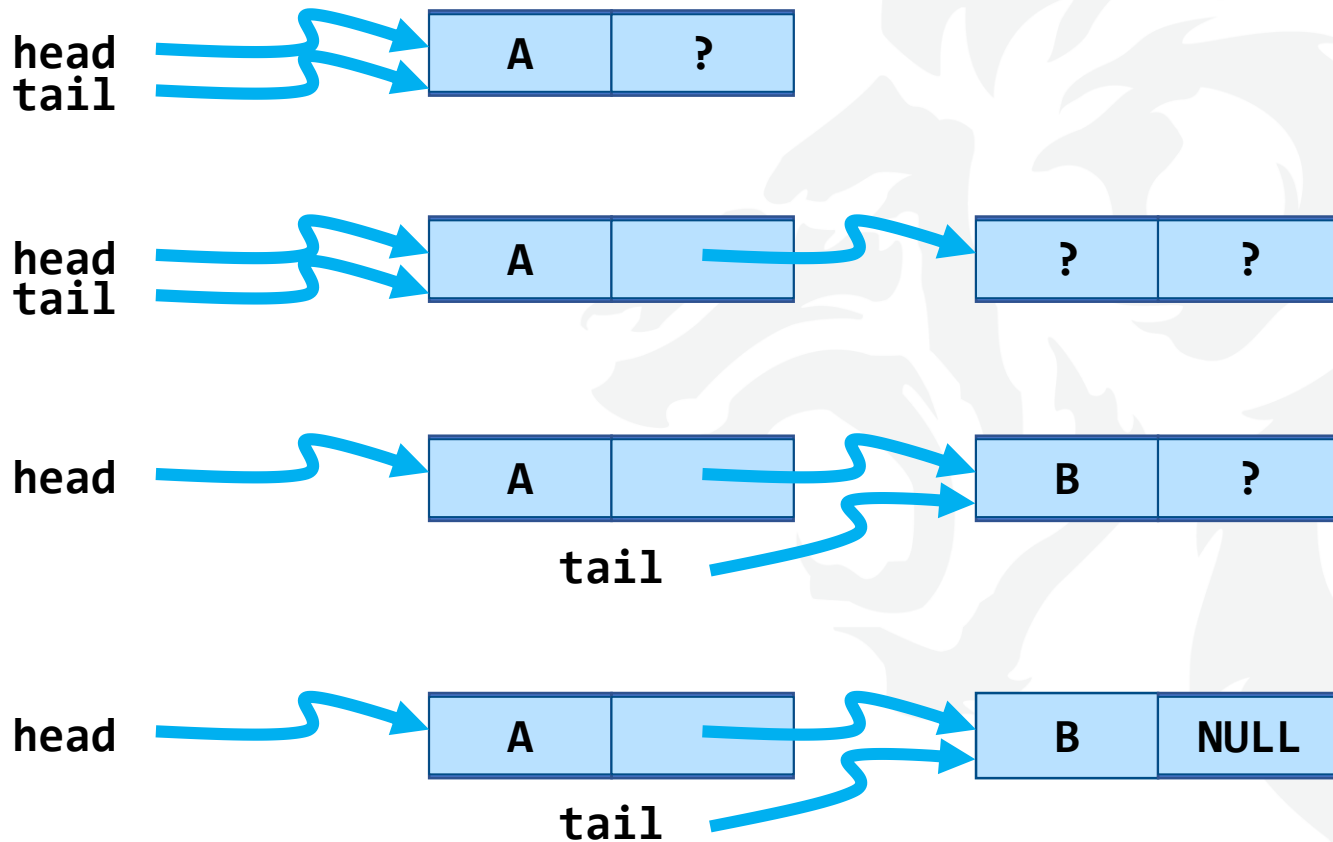 head A ?
tail
head A ? ?
tail
head A B ?
tail
head A B NULL
tail